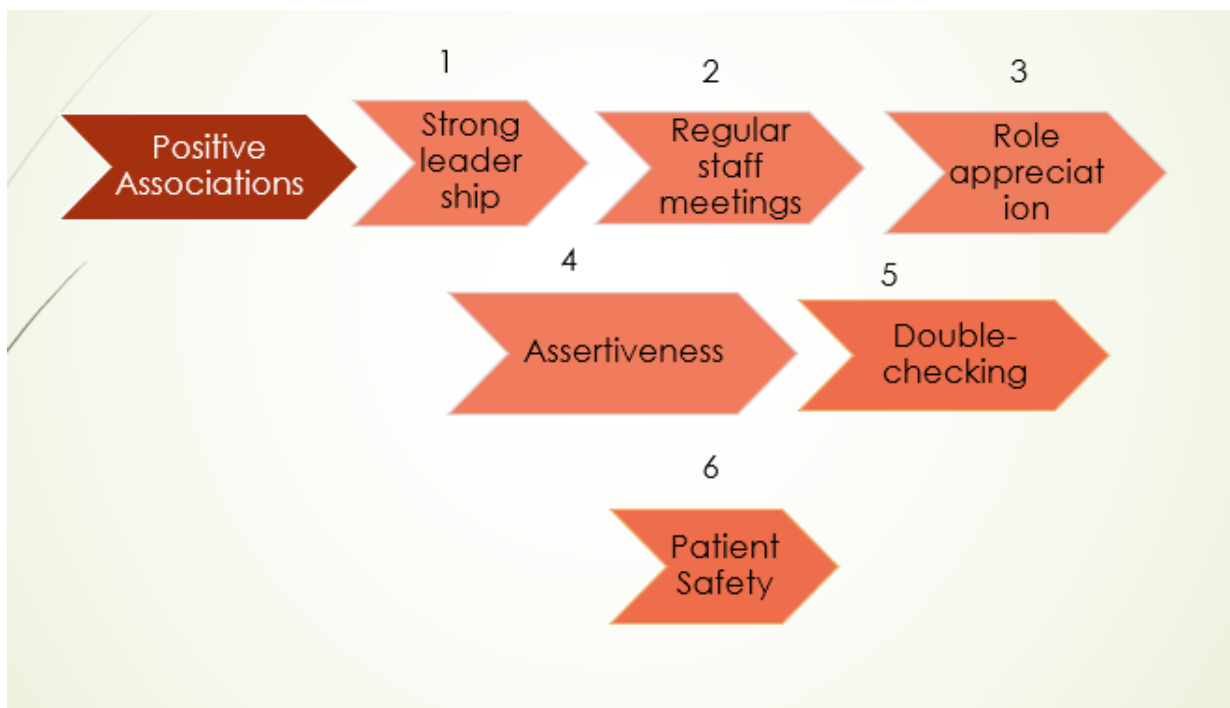 1
2
3
Positive
Associations
Strong
leader
ship
Regular
staff
meetings
Role
appreciat
ion
4
5
Assertiveness
Double-
checking
6
Patient
Safety